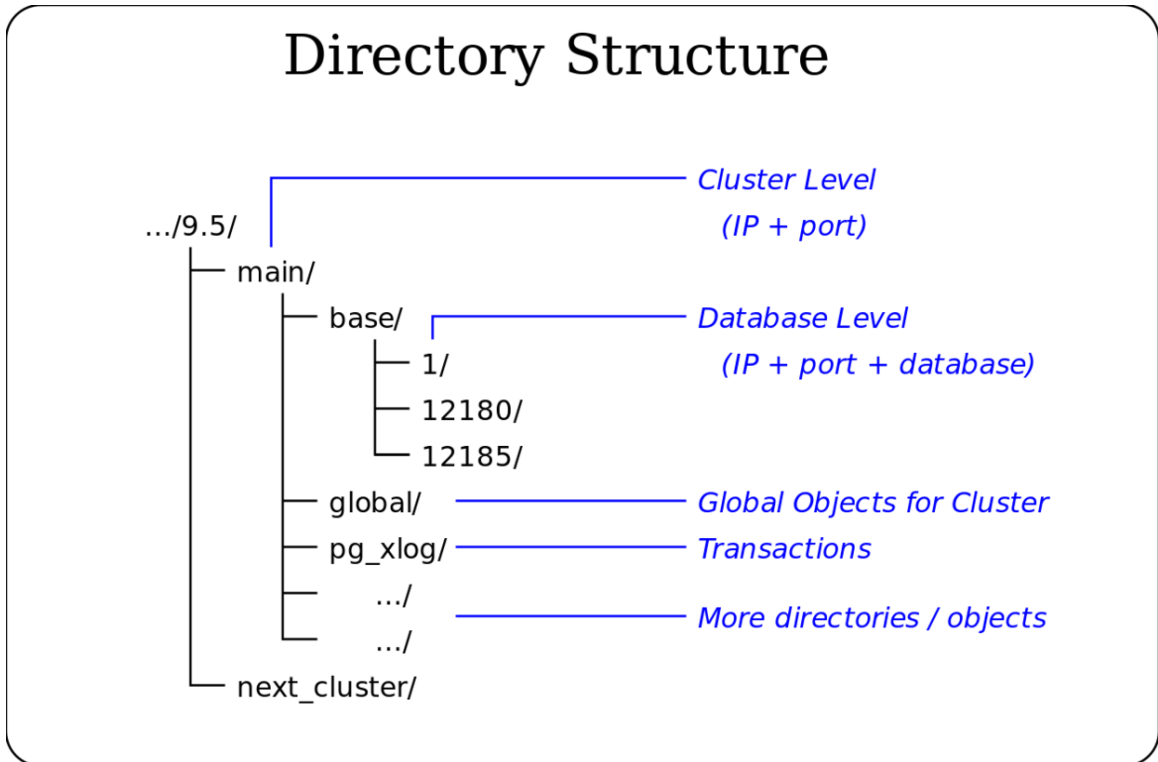 Directory Structure
Cluster Level
.../9.5/
(IP + port)
main/
base/
Database Level
1/
(IP + port + database)
12180/
12185/
global/
Global Objects for Cluster
pg_xlog/
Transactions
.../
More directories / objects
.../
next_cluster/